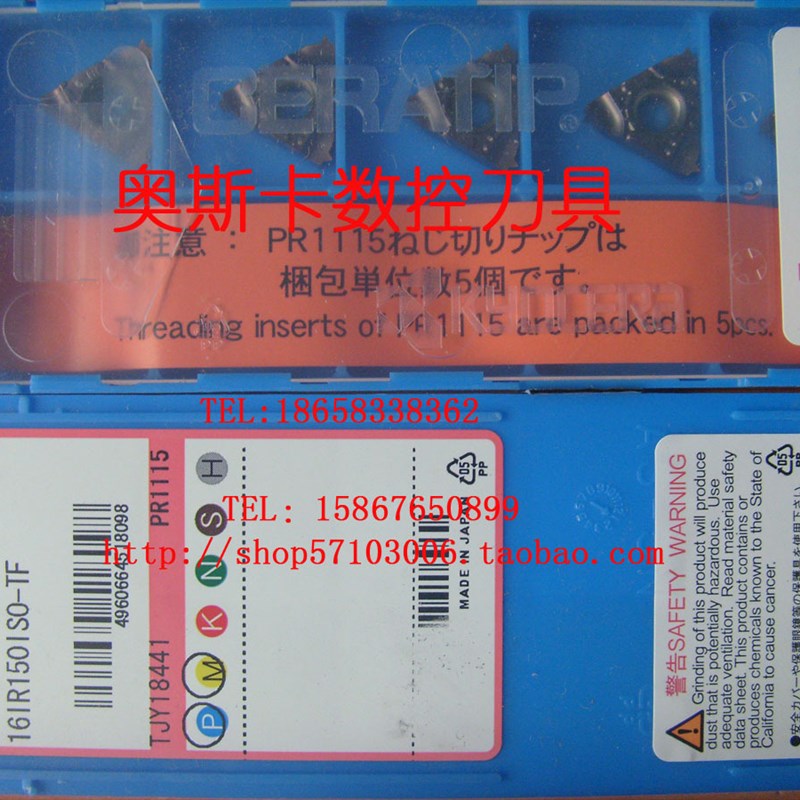 CERATIP®
奥斯卡数控刀具
注意 : PR1115ねじ切りチップは
梱包単位数5個です。
KYOCERA
Threading inserts of PR1115 are packed in 5pcs.
TEL:18658338362
TEL: 15867650899
http://shop57103006.taobao.com
16IR150ISO-TF
TJY18441
PR1115
P
M
K
N
S
H
MADE IN JAPAN
05
PP
警告SAFETY WARNING
Grinding of this product will produce
dust that is potentially hazardous. Use
adequate ventilation. Read material safety
data sheet. This product contains or
produces chemicals known to the State of
California to cause cancer.
05
PP